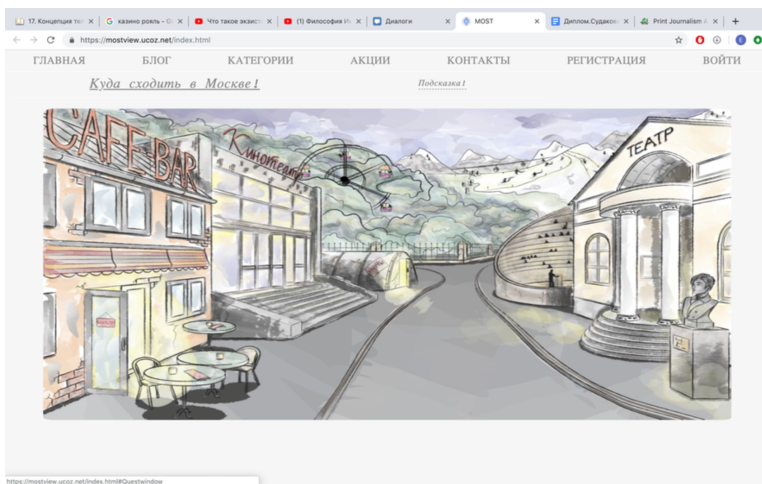 17. Концепция тел
казино рояль - G
Что такое экзист
(1) Философия Ин
Диалоги
MOST
Диплом.Судаков
Print Journalism A
https://mostview.ucoz.net/index.html
ГЛАВНАЯ БЛОГ КАТЕГОРИИ АКЦИИ КОНТАКТЫ РЕГИСТРАЦИЯ ВОЙТИ
Куда сходить в Москве! Подсказка!
CAFE-BAR
Кинотеатр
ТЕАТР
https://mostview.ucoz.net/index.html#Questwindow